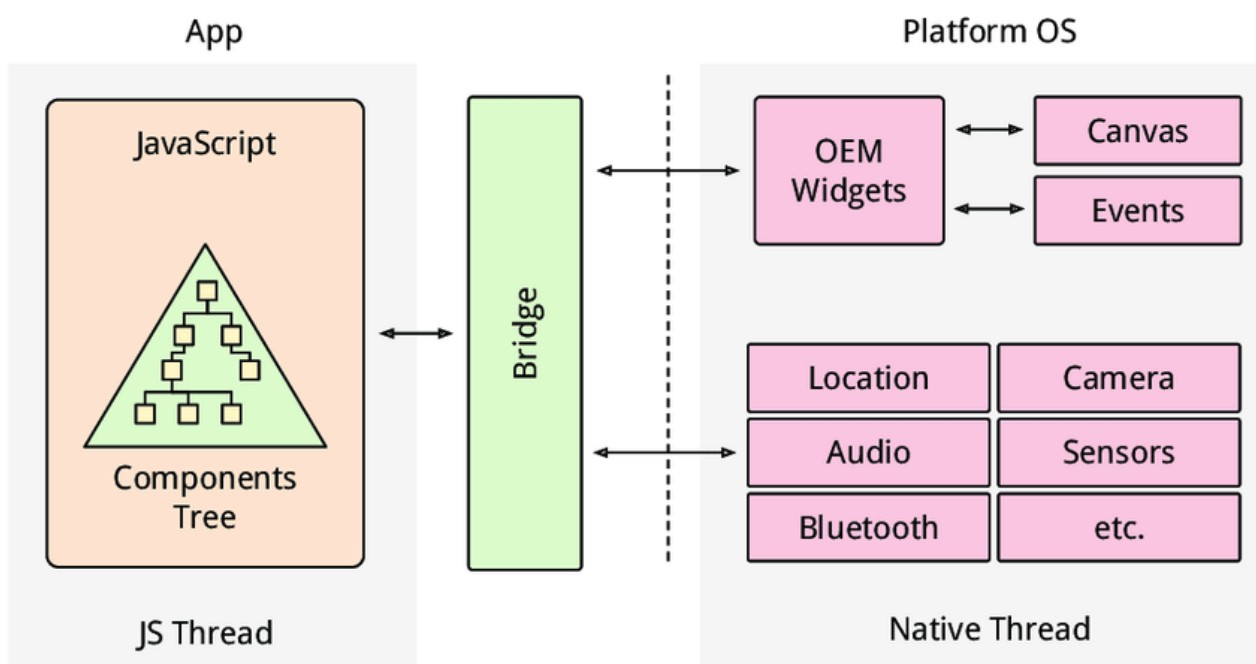 App
Platform OS
JavaScript
Components
Tree
JS Thread
Bridge
OEM
Widgets
Canvas
Events
Location
Camera
Audio
Sensors
Bluetooth
etc.
Native Thread